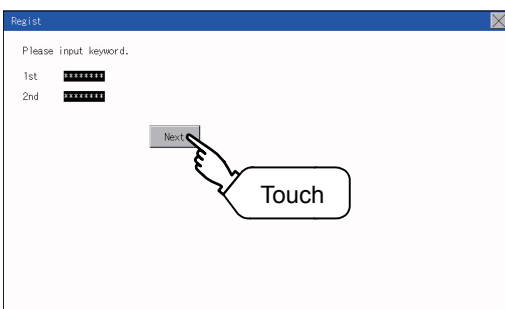 Regist
Please input keyword.
1st ********
2nd ********
Next
Touch